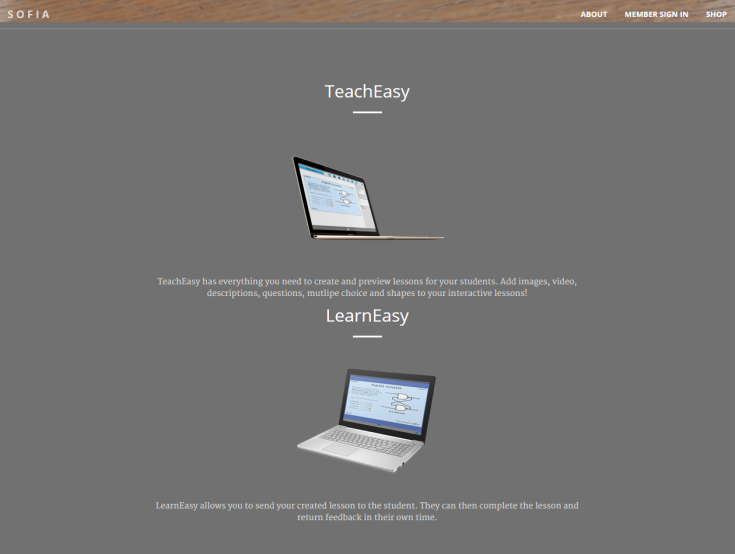 SOFIA
ABOUT MEMBER SIGN IN SHOP
TeachEasy
TeachEasy has everything you need to create and preview lessons for your students. Add images, video,
descriptions, questions, mutlipe choice and shapes to your interactive lessons!
LearnEasy
LearnEasy allows you to send your created lesson to the student. They can then complete the lesson and
return feedback in their own time.